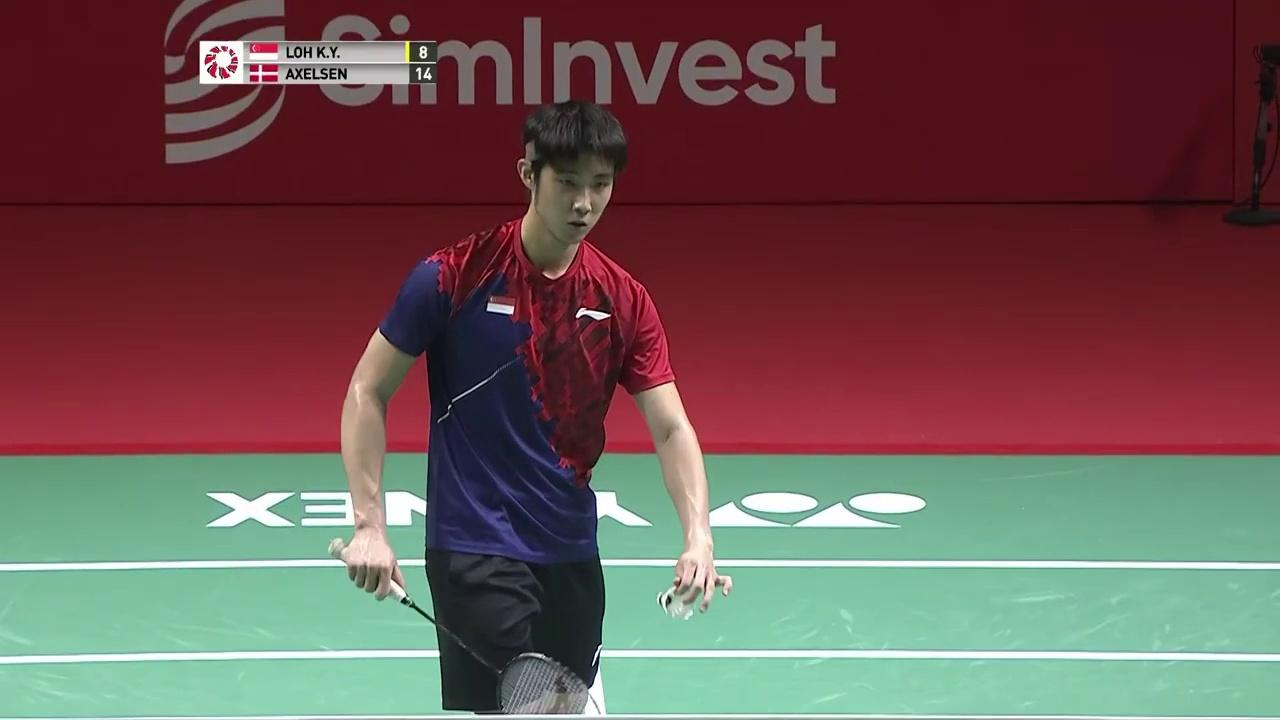 SimInvest
LOH K.Y. 8
AXELSEN 14
YONEX